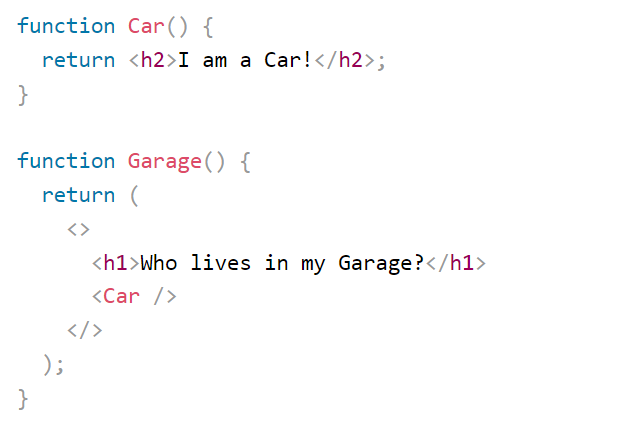 function Car() {
  return <h2>I am a Car!</h2>;
}

function Garage() {
  return (
    <>
      <h1>Who lives in my Garage?</h1>
      <Car />
    </>
  );
}